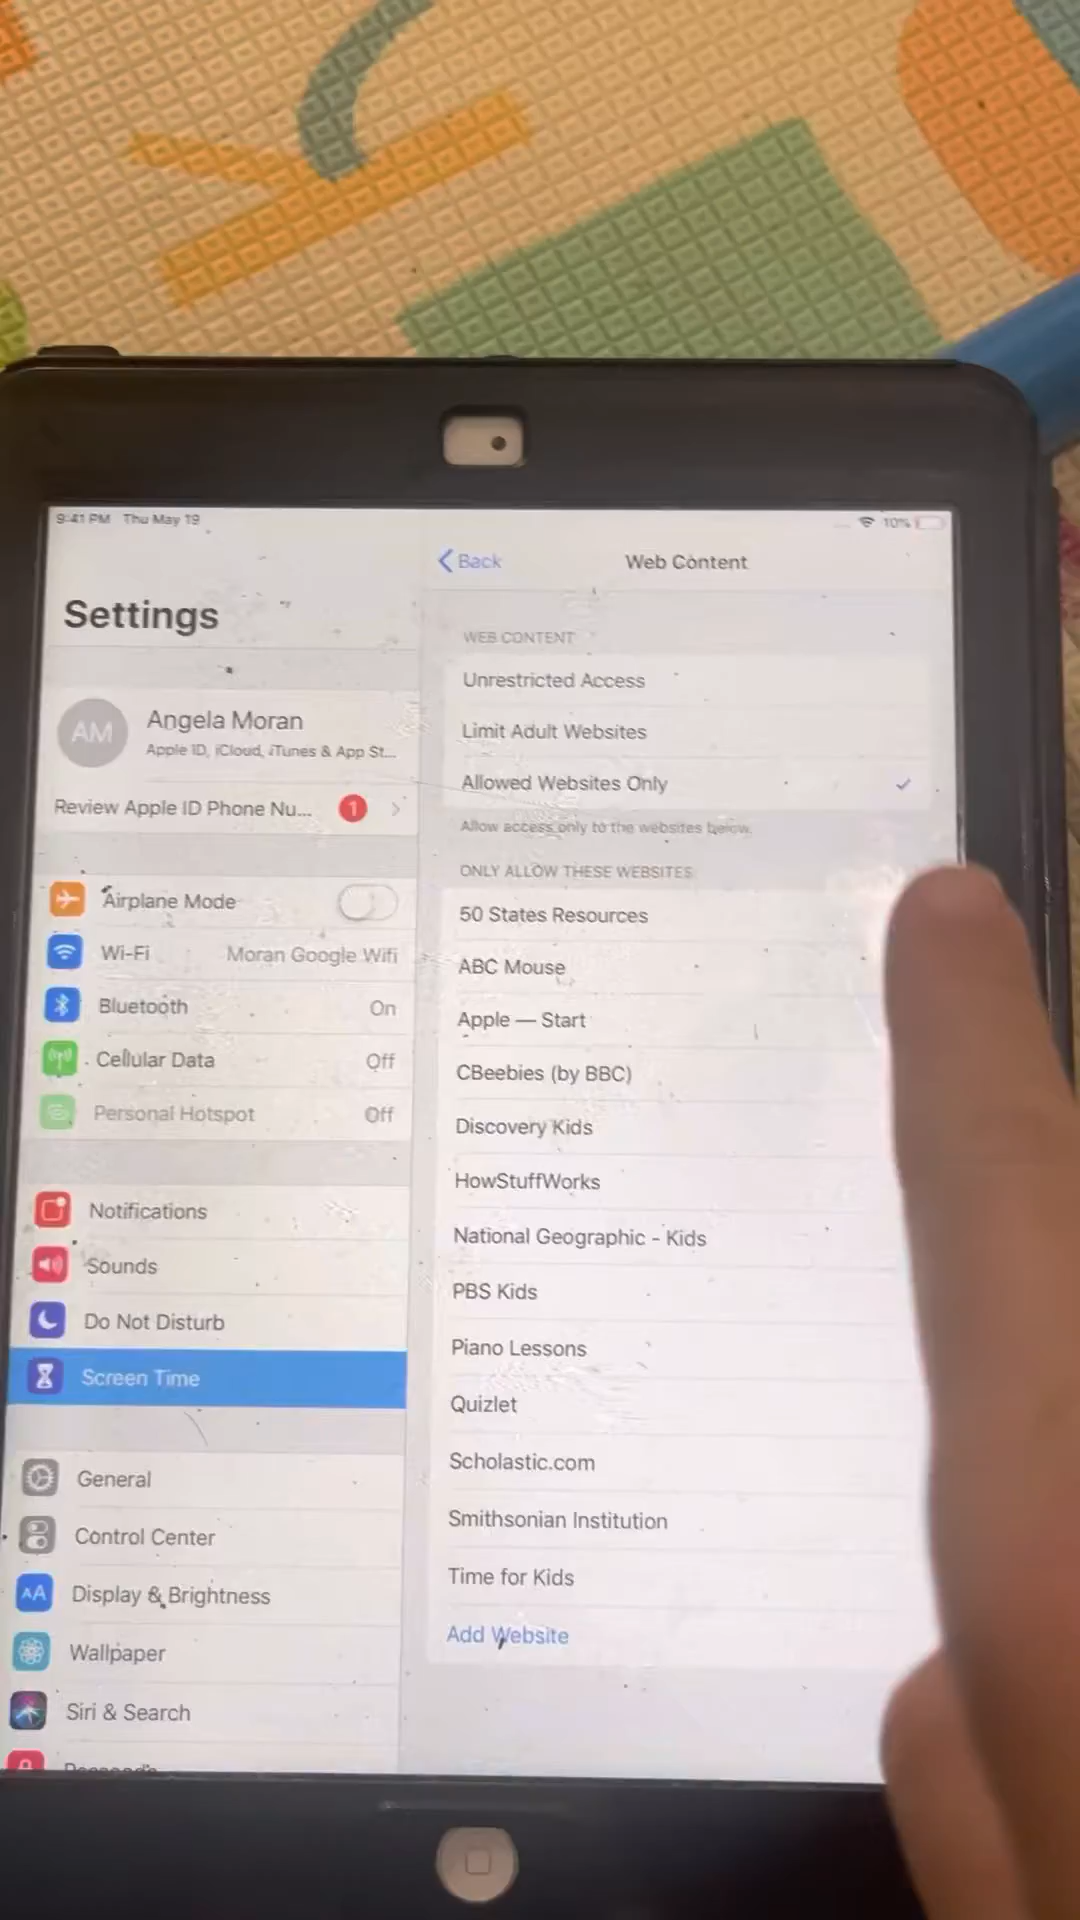 9:41 PM Thu May 19
10%
Settings
AM
Angela Moran
Apple ID, iCloud, iTunes & App St...
Review Apple ID Phone Nu...
1
Airplane Mode
Wi-Fi
Moran Google Wifi
Bluetooth
On
Cellular Data
Off
Personal Hotspot
Off
Notifications
Sounds
Do Not Disturb
Screen Time
General
Control Center
AA
Display & Brightness
Wallpaper
Siri & Search
Back
Web Content
WEB CONTENT
Unrestricted Access
Limit Adult Websites
Allowed Websites Only
Allow access only to the websites below.
ONLY ALLOW THESE WEBSITES
50 States Resources
ABC Mouse
Apple — Start
CBeebies (by BBC)
Discovery Kids
HowStuffWorks
National Geographic - Kids
PBS Kids
Piano Lessons
Quizlet
Scholastic.com
Smithsonian Institution
Time for Kids
Add Website